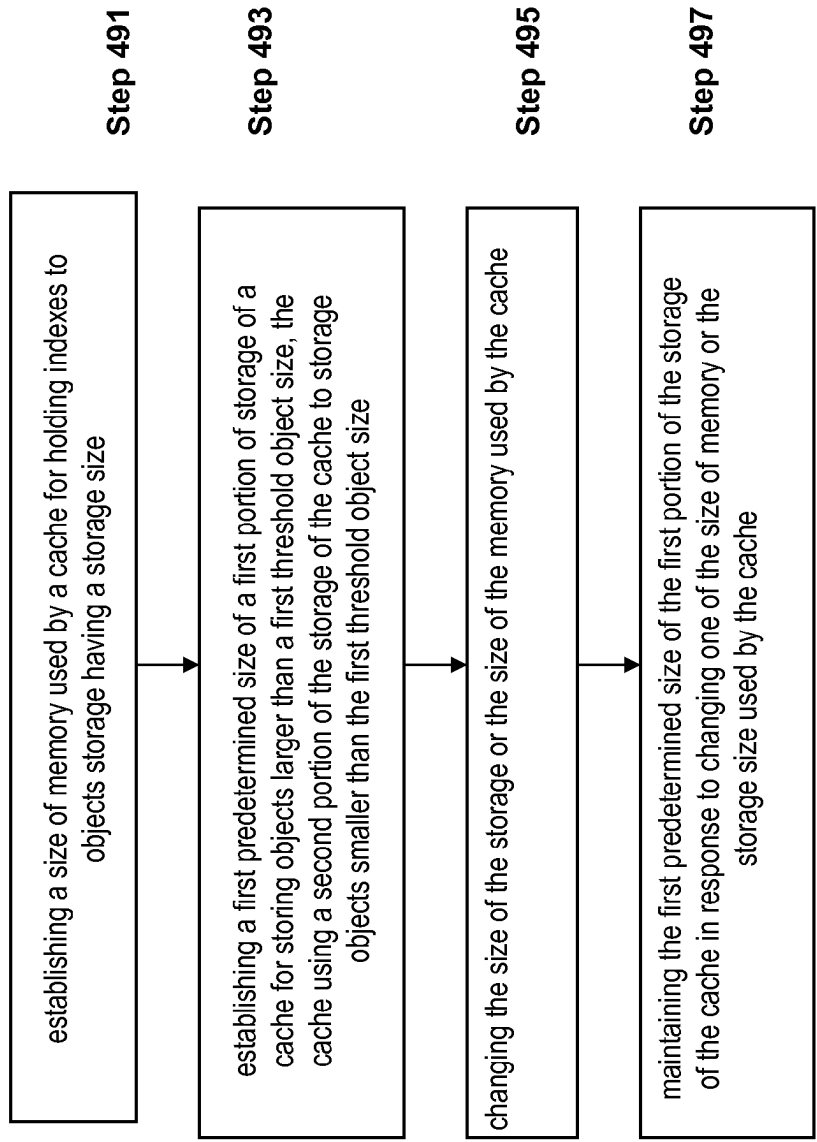 Step 491
establishing a size of memory used by a cache for holding indexes to
objects storage having a storage size
Step 493
establishing a first predetermined size of a first portion of storage of a
cache for storing objects larger than a first threshold object size, the
cache using a second portion of the storage of the cache to storage
objects smaller than the first threshold object size
Step 495
changing the size of the storage or the size of the memory used by the cache
Step 497
maintaining the first predetermined size of the first portion of the storage
of the cache in response to changing one of the size of memory or the
storage size used by the cache